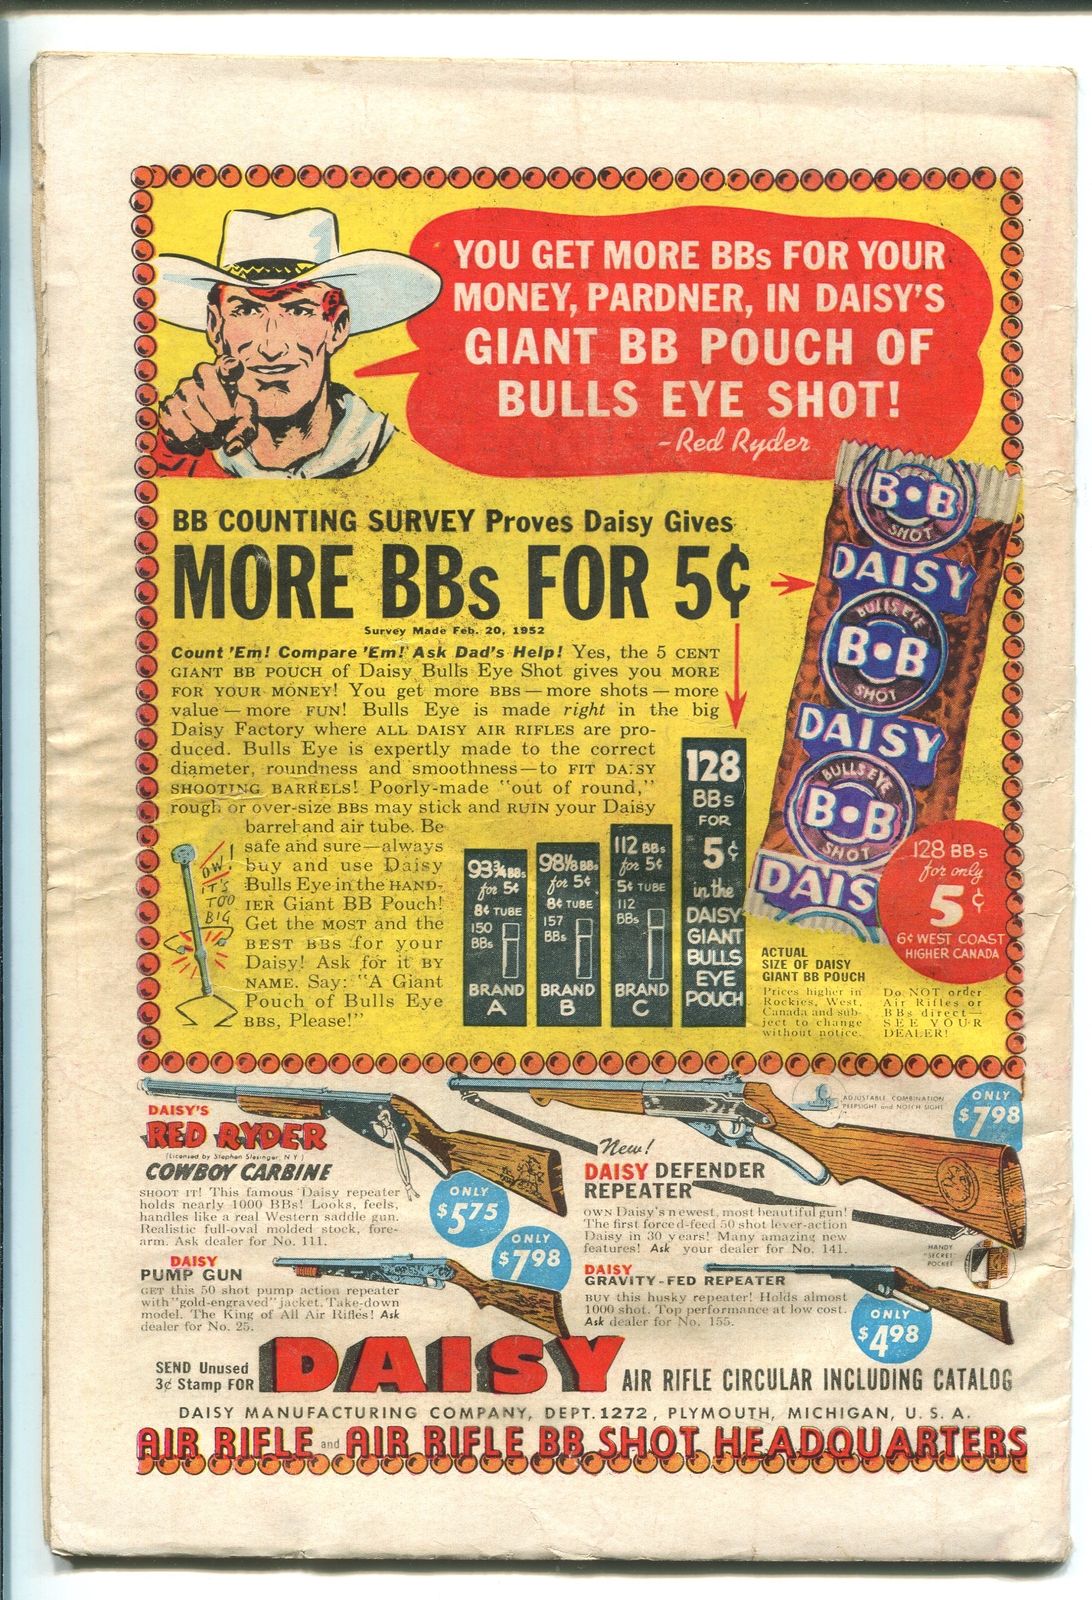 YOU GET MORE BBs FOR YOUR
MONEY, PARDNER, IN DAISY'S
GIANT BB POUCH OF
BULLS EYE SHOT!
-Red Ryder
BB COUNTING SURVEY Proves Daisy Gives
MORE BBs FOR 5¢
Survey Made Feb. 20, 1952
Count 'Em! Compare 'Em! Ask Dad's Help! Yes, the 5 CENT
GIANT BB POUCH of Daisy Bulls Eye Shot gives you MORE
FOR YOUR MONEY! You get more BBS—more shots—more
value—more FUN! Bulls Eye is made right in the big
Daisy Factory where ALL DAISY AIR RIFLES are pro-
duced. Bulls Eye is expertly made to the correct
diameter, roundness and smoothness—to FIT DAISY
SHOOTING BARRELS! Poorly-made "out of round,"
rough or over-size BBS may stick and RUIN your Daisy
barrel and air tube. Be
safe and sure—always
buy and use Daisy
Bulls Eye in the HAND-
IER Giant BB Pouch!
Get the MOST and the
BEST BBS for your
Daisy! Ask for it BY
NAME. Say: "A Giant
Pouch of Bulls Eye
BBS, Please!"
OW!
IT'S
TOO
BIG
93¾ BBs
for 5¢
8¢ TUBE
150
BBs
BRAND
A
98⅛ BBs
for 5¢
8¢ TUBE
157
BBs
BRAND
B
112 BBs
for 5¢
5¢ TUBE
112
BBs
BRAND
C
128
BBs
FOR
5¢
in the
DAISY
GIANT
BULLS
EYE
POUCH
B•B
SHOT
DAISY
BULLS EYE
B•B
SHOT
DAISY
BULLS EYE
B•B
SHOT
DAIS
128 BBs
for only
5¢
6¢ WEST COAST
HIGHER CANADA
ACTUAL
SIZE OF DAISY
GIANT BB POUCH
Prices higher in
Rockies, West,
Canada and sub-
ject to change
without notice.
Do NOT order
Air Rifles or
BBs direct—
SEE YOUR
DEALER!
DAISY'S
RED RYDER
(Licensed by Stephen Slesinger, N.Y.)
COWBOY CARBINE
SHOOT IT! This famous Daisy repeater
holds nearly 1000 BBs! Looks, feels,
handles like a real Western saddle gun.
Realistic full-oval molded stock, fore-
arm. Ask dealer for No. 111.
ONLY
$5.75
ADJUSTABLE COMBINATION
PEEPSIGHT and NOTCH SIGHT
ONLY
$7.98
New!
DAISY DEFENDER
REPEATER
OWN Daisy's newest, most beautiful gun!
The first forced-feed 50 shot lever-action
Daisy in 30 years! Many amazing new
features! Ask your dealer for No. 141.
HANDY
"SECRET"
POCKET
DAISY
PUMP GUN
GET this 50 shot pump action repeater
with "gold-engraved" jacket. Take-down
model. The King of All Air Rifles! Ask
dealer for No. 25.
ONLY
$7.98
DAISY
GRAVITY-FED REPEATER
BUY this husky repeater! Holds almost
1000 shot. Top performance at low cost.
Ask dealer for No. 155.
ONLY
$4.98
SEND Unused
3¢ Stamp FOR
DAISY AIR RIFLE CIRCULAR INCLUDING CATALOG
DAISY MANUFACTURING COMPANY, DEPT. 1272, PLYMOUTH, MICHIGAN, U. S. A.
AIR RIFLE and AIR RIFLE BB SHOT HEADQUARTERS